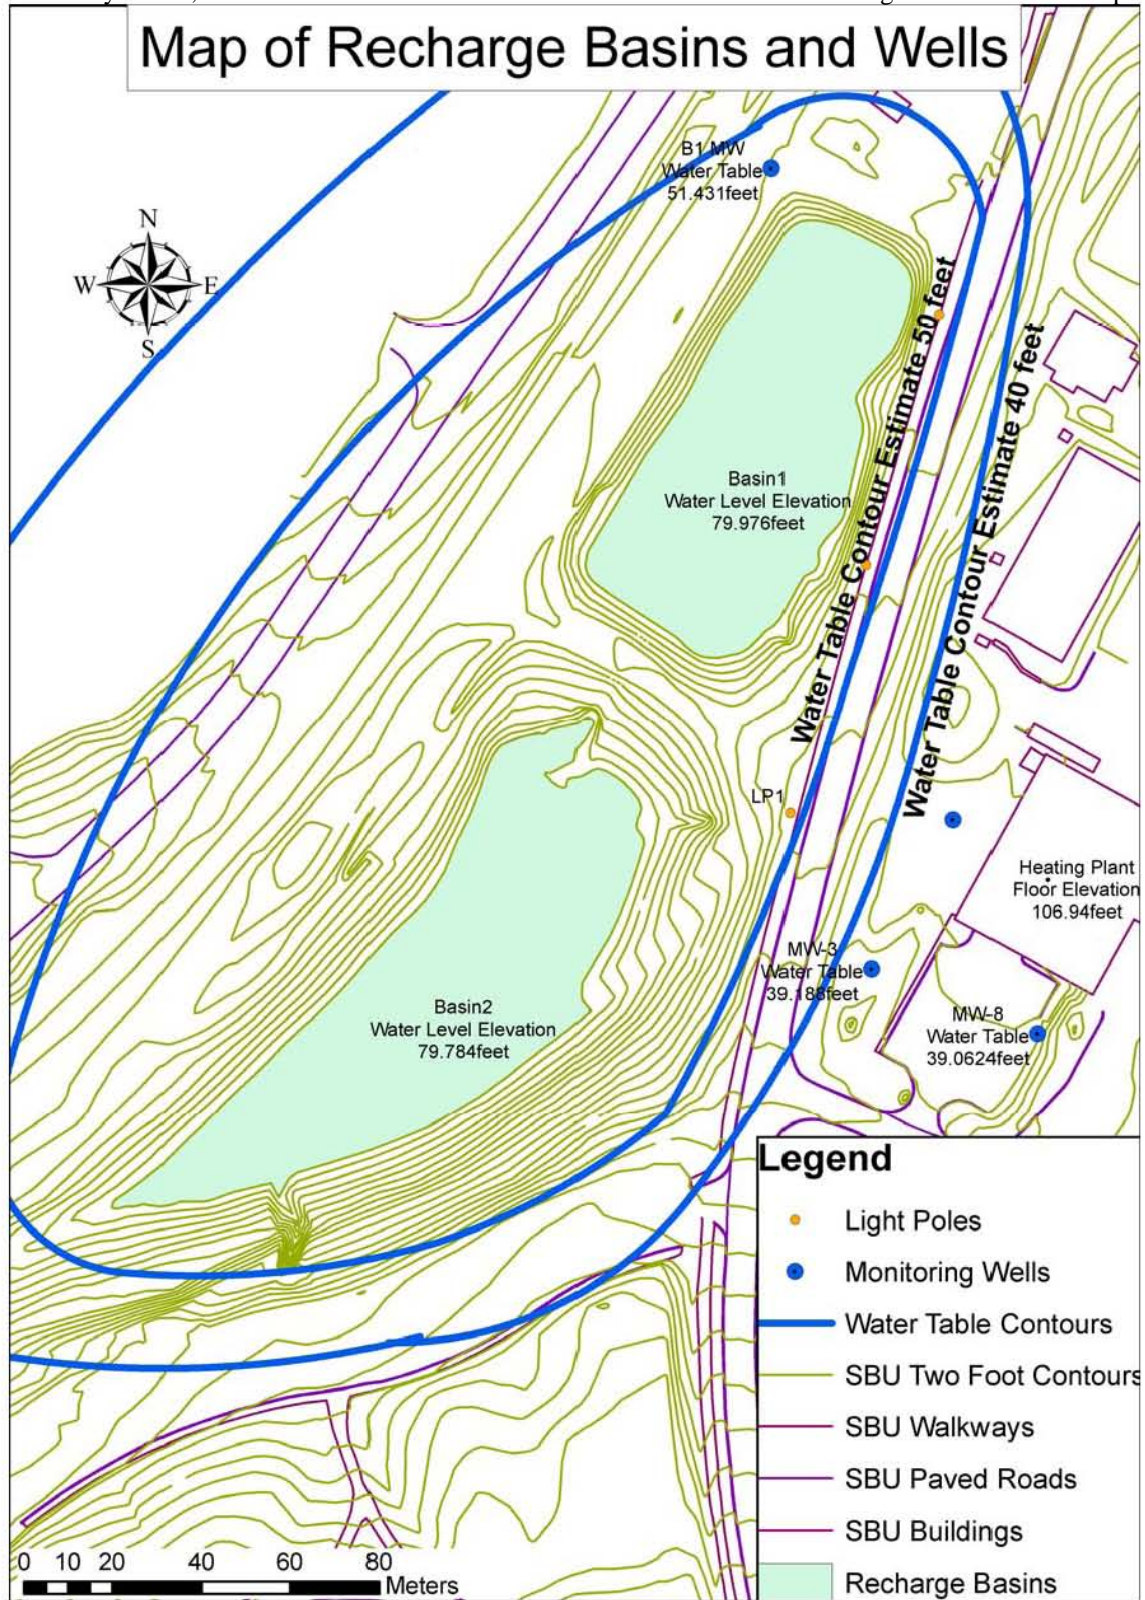 Map of Recharge Basins and Wells
B1 MW
Water Table
51.431feet
N
W
E
S
Water Table Contour Estimate 50 feet
Water Table Contour Estimate 40 feet
Basin1
Water Level Elevation
79.976feet
LP1
Heating Plant
Floor Elevation
106.94feet
MW-3
Water Table
39.188feet
MW-8
Water Table
39.0624feet
Basin2
Water Level Elevation
79.784feet
Legend
Light Poles
Monitoring Wells
Water Table Contours
SBU Two Foot Contours
SBU Walkways
SBU Paved Roads
SBU Buildings
Recharge Basins
0 10 20 40 60 80
Meters